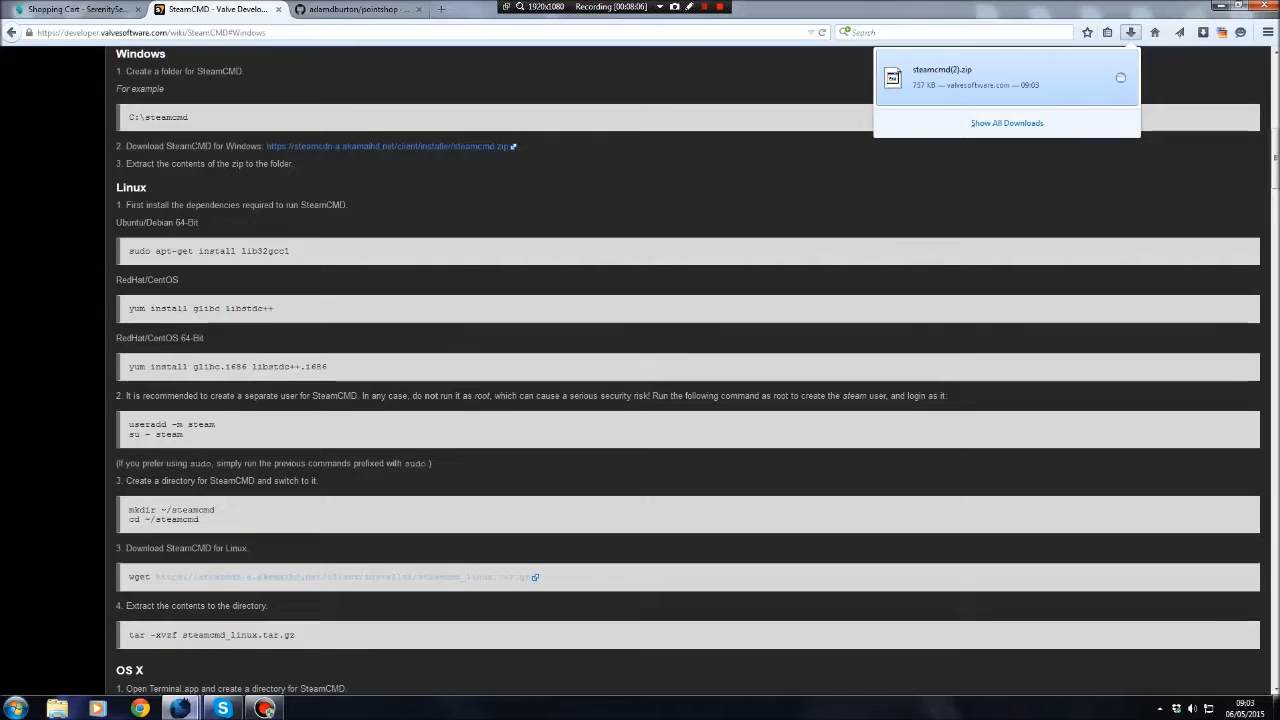 Shopping Cart - SerenitySe...
SteamCMD - Valve Develo...
adamdburton/pointshop - ...
1920x1080
Recording [00:08:06]
https://developer.valvesoftware.com/wiki/SteamCMD#Windows
Search
Windows
1. Create a folder for SteamCMD.
For example
C:\steamcmd
2. Download SteamCMD for Windows: https://steamcdn-a.akamaihd.net/client/installer/steamcmd.zip
3. Extract the contents of the zip to the folder.
steamcmd(2).zip
757 KB — valvesoftware.com — 09:03
Show All Downloads
Linux
1. First install the dependencies required to run SteamCMD.
Ubuntu/Debian 64-Bit
sudo apt-get install lib32gcc1
RedHat/CentOS
yum install glibc libstdc++
RedHat/CentOS 64-Bit
yum install glibc.i686 libstdc++.i686
2. It is recommended to create a separate user for SteamCMD. In any case, do not run it as root, which can cause a serious security risk! Run the following command as root to create the steam user, and login as it:
useradd -m steam
su - steam
(If you prefer using sudo, simply run the previous commands prefixed with sudo.)
3. Create a directory for SteamCMD and switch to it.
mkdir ~/steamcmd
cd ~/steamcmd
3. Download SteamCMD for Linux.
wget https://steamcdn-a.akamaihd.net/client/installer/steamcmd_linux.tar.gz
4. Extract the contents to the directory.
tar -xvzf steamcmd_linux.tar.gz
OS X
1. Open Terminal.app and create a directory for SteamCMD.
09:03
06/05/2015